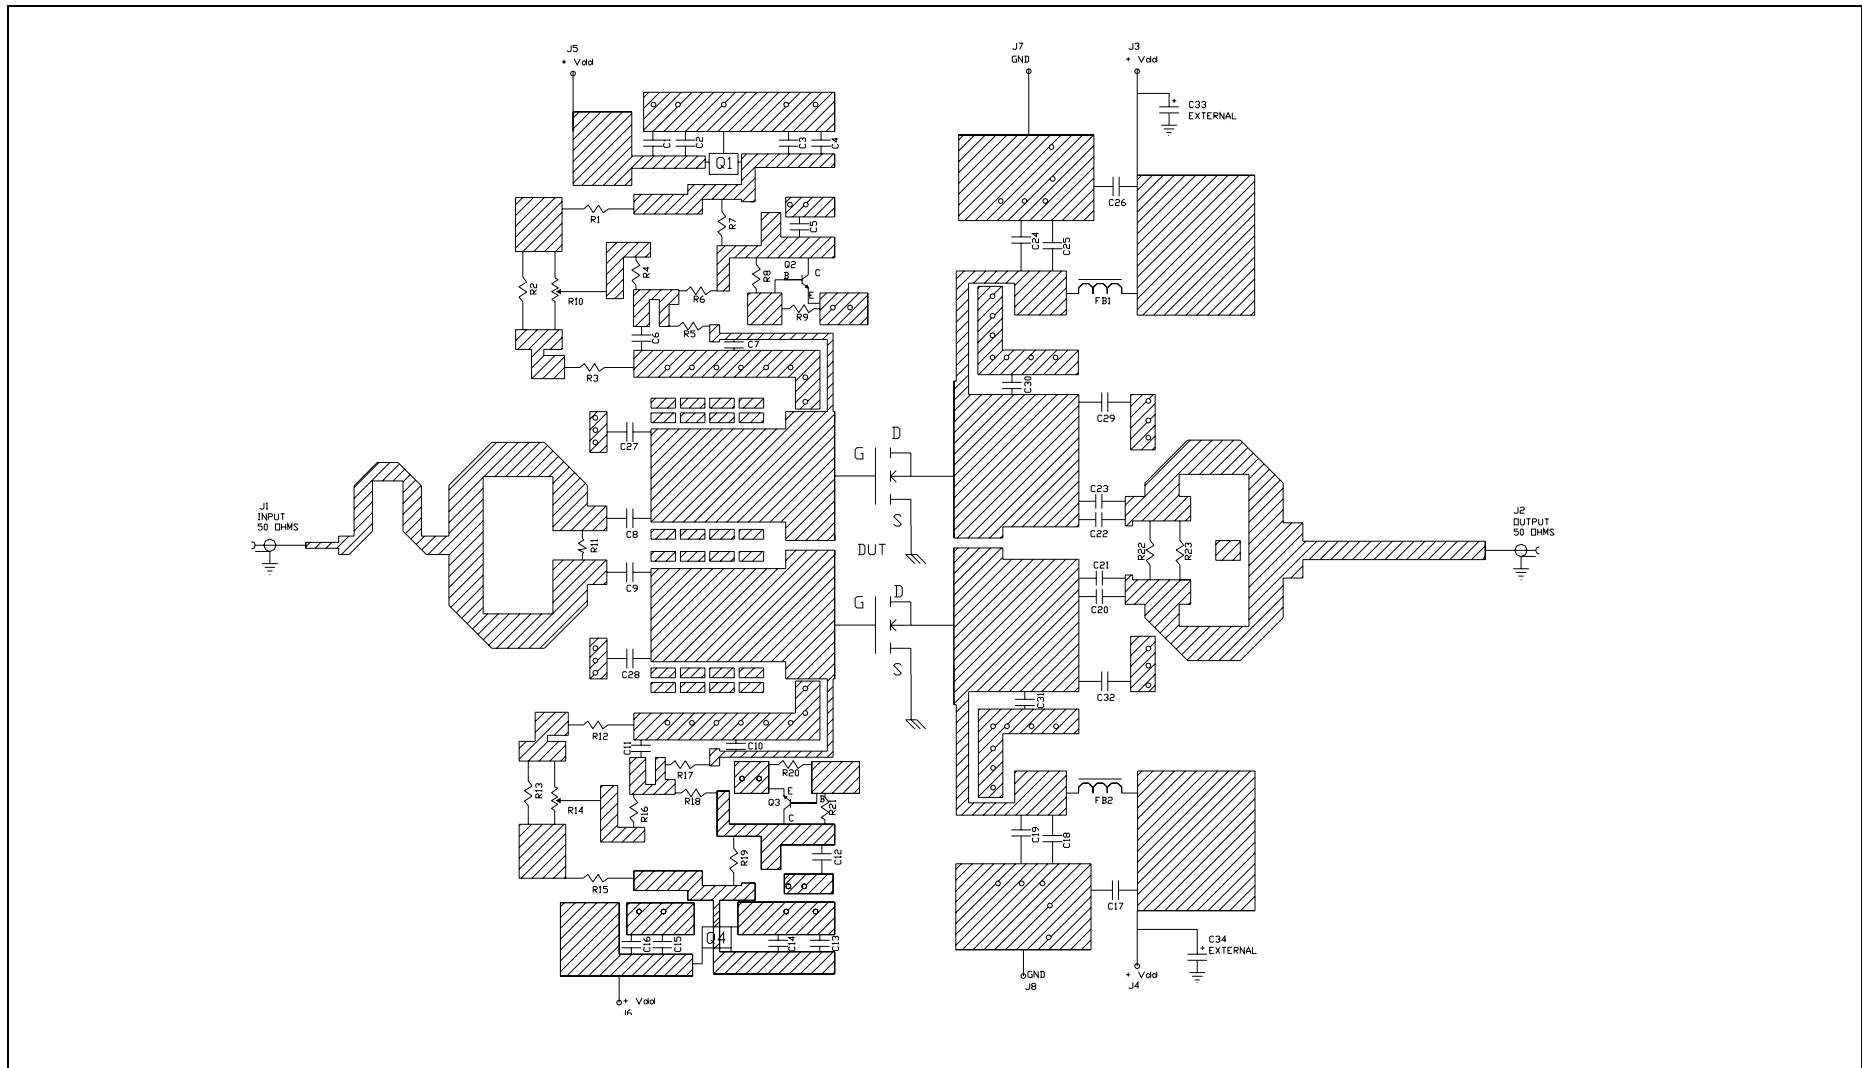 J5
+ Vdd
J7
GND
J3
+ Vdd
C33
+
EXTERNAL
C1
C2
C3
C4
Q1
C26
R1
R7
C5
C24
C25
R4
Q2
B
C
E
R8
R2
R10
R6
R9
FB1
C6
R5
C7
R3
C30
C29
C27
D
G
S
C23
C22
J1
INPUT
50 OHMS
C8
R11
DUT
R22
R23
J2
OUTPUT
50 OHMS
C9
C21
C20
D
G
S
C28
C32
C31
R12
C11
C10
R17
R20
R13
R14
R18
R16
E
Q3
B
C
R21
FB2
R19
C12
C19
C18
R15
C17
C16
C15
Q4
C14
C13
C34
+
EXTERNAL
GND
J8
+ Vdd
J4
+ Vdd
J6